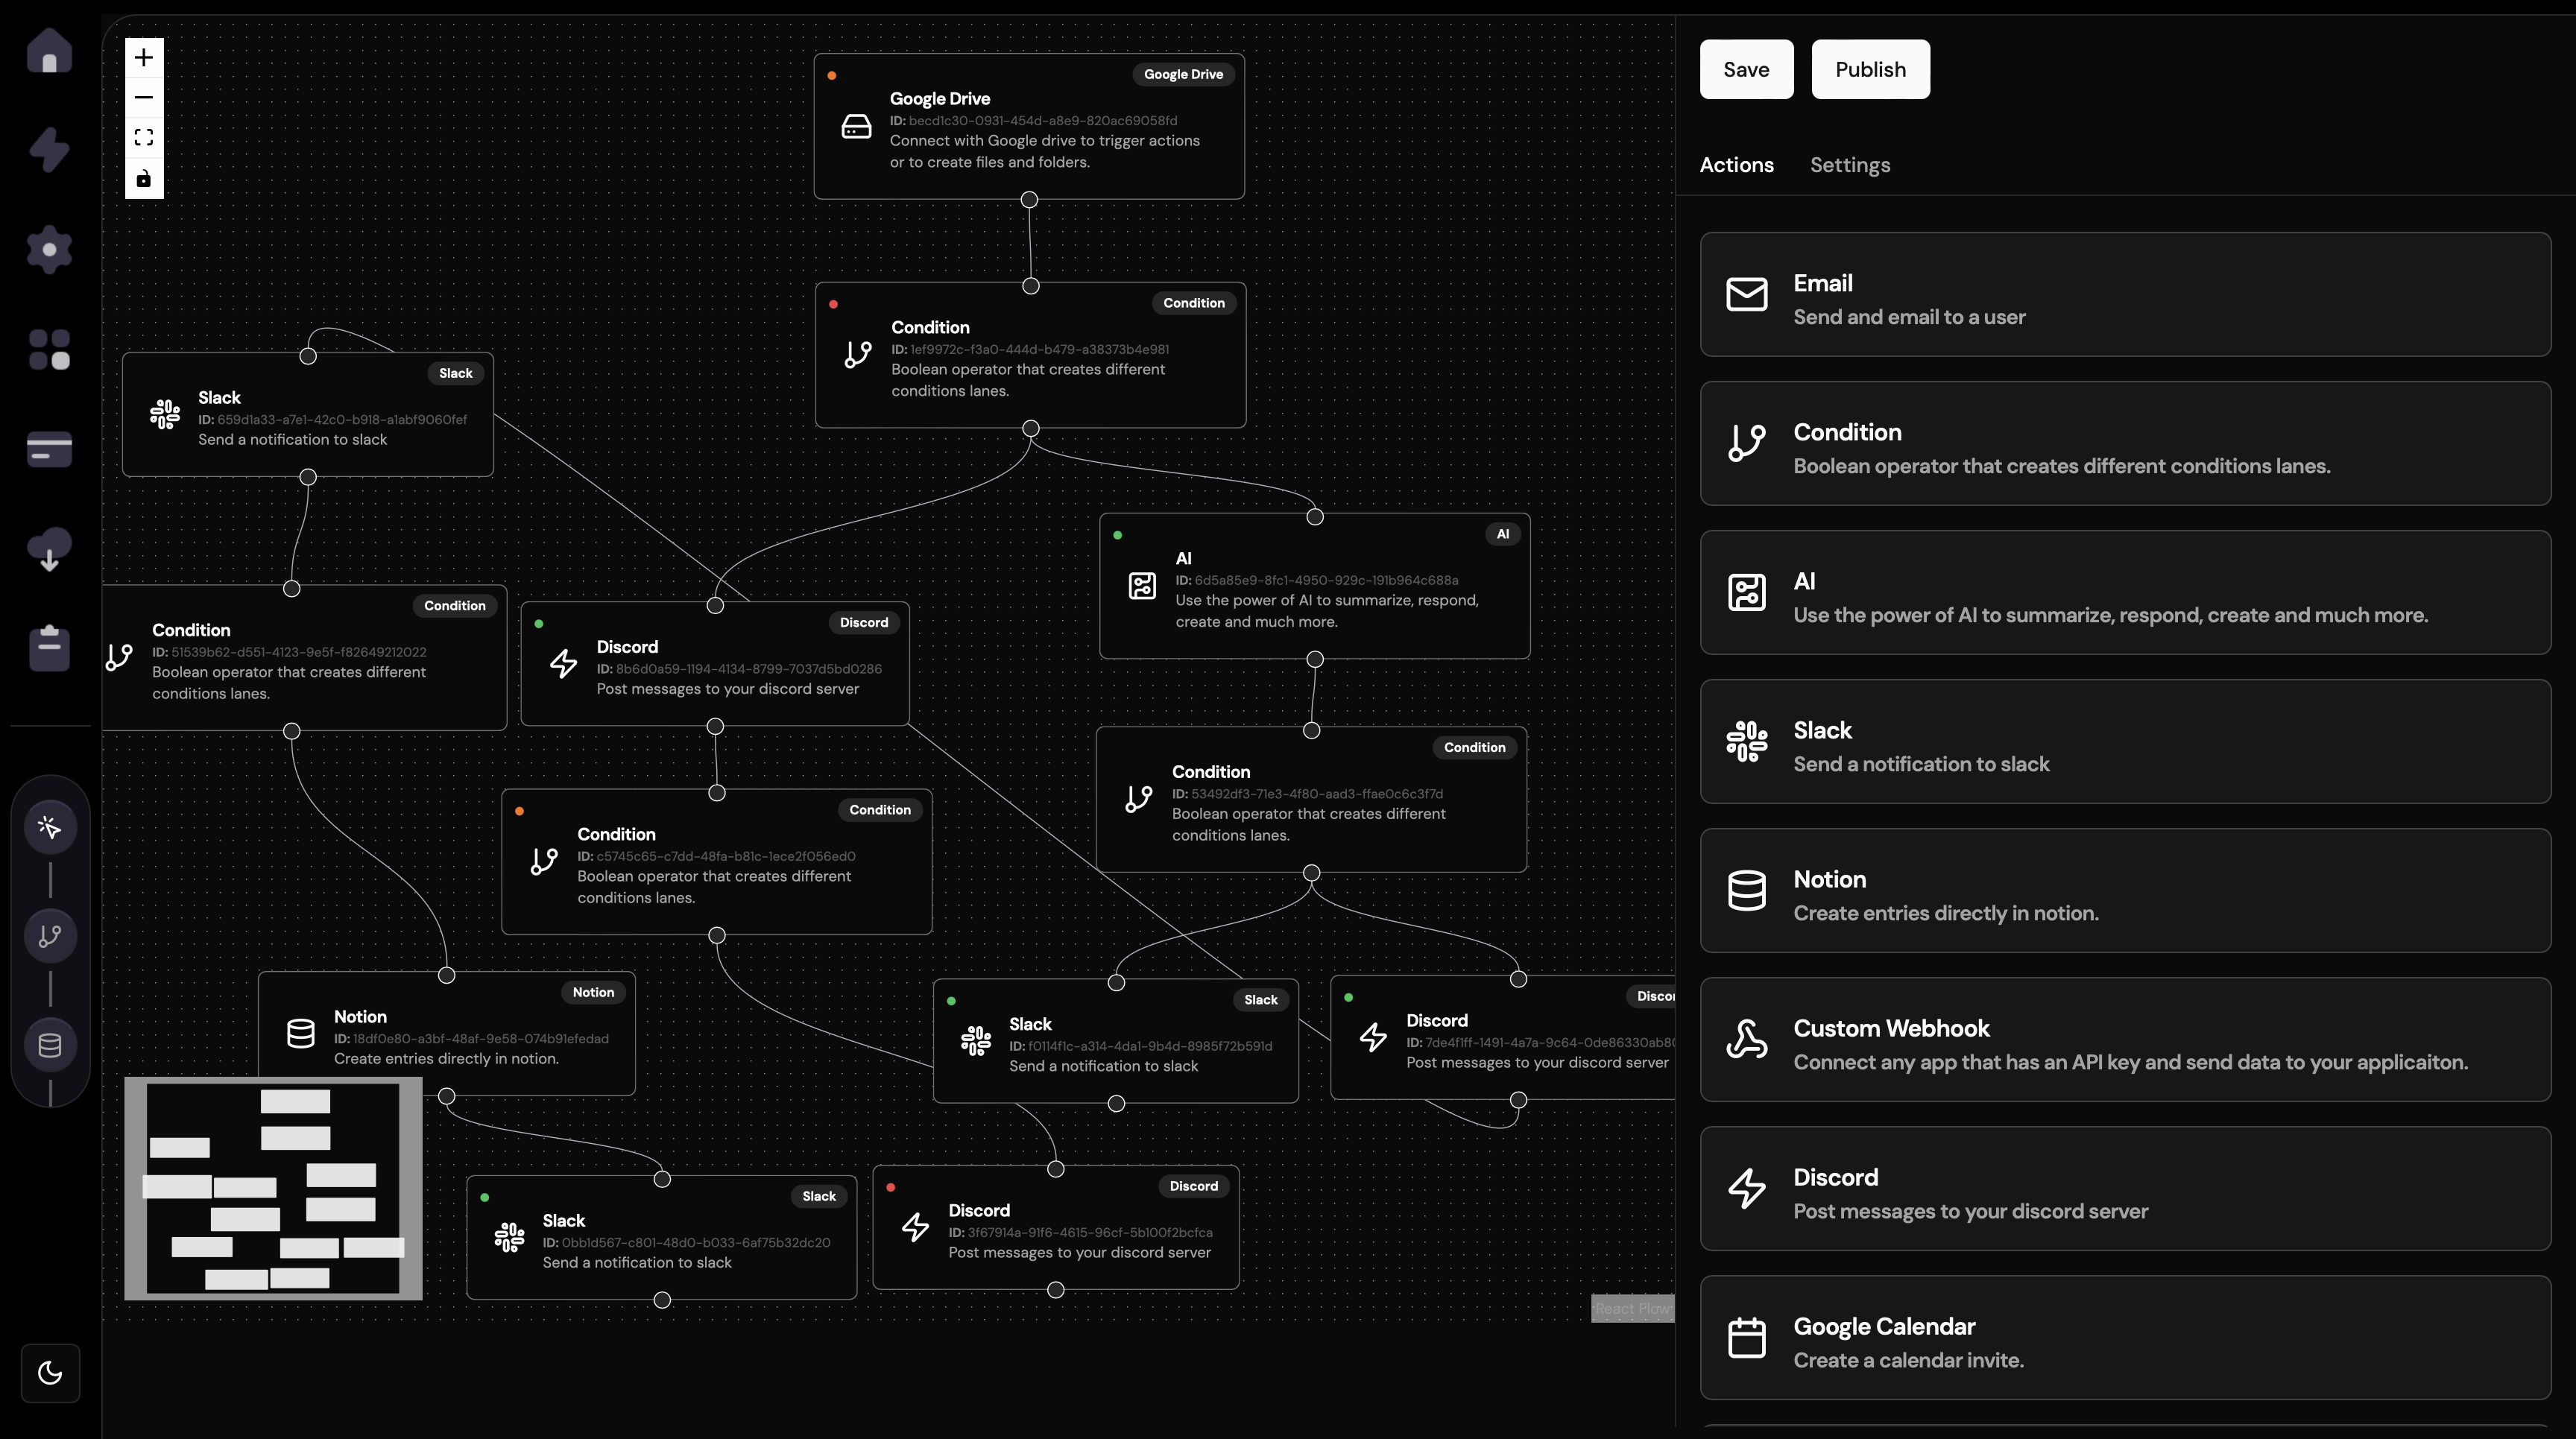 Google Drive
Google Drive
ID: becd1c30-0931-454d-a8e9-820ac69058fd
Connect with Google drive to trigger actions
or to create files and folders.
Condition
Condition
ID: 1ef9972c-f3a0-444d-b479-a38373b4e981
Boolean operator that creates different
conditions lanes.
Slack
Slack
ID: 659d1a33-a7e1-42c0-b918-a1abf9060fef
Send a notification to slack
AI
AI
ID: 6d5a85e9-8fc1-4950-929c-191b964c688a
Use the power of AI to summarize, respond,
create and much more.
Condition
Condition
ID: 51539b62-d551-4123-9e5f-f82649212022
Boolean operator that creates different
conditions lanes.
Discord
Discord
ID: 8b6d0a59-1194-4134-8799-7037d5bd0286
Post messages to your discord server
Condition
Condition
ID: 53492df3-71e3-4f80-aad3-ffae0c6c3f7d
Boolean operator that creates different
conditions lanes.
Condition
Condition
ID: c5745c65-c7dd-48fa-b81c-1ece2f056ed0
Boolean operator that creates different
conditions lanes.
Notion
Notion
ID: 18df0e80-a3bf-48af-9e58-074b91efedad
Create entries directly in notion.
Slack
Slack
ID: f0114f1c-a314-4da1-9b4d-8985f72b591d
Send a notification to slack
Discor
Discord
ID: 7de4f1ff-1491-4a7a-9c64-0de86330ab80
Post messages to your discord server
Slack
Slack
ID: 0bb1d567-c801-48d0-b033-6af75b32dc20
Send a notification to slack
Discord
Discord
ID: 3f67914a-91f6-4615-96cf-5b100f2bcfca
Post messages to your discord server
React Flow
Save
Publish
Actions
Settings
Email
Send and email to a user
Condition
Boolean operator that creates different conditions lanes.
AI
Use the power of AI to summarize, respond, create and much more.
Slack
Send a notification to slack
Notion
Create entries directly in notion.
Custom Webhook
Connect any app that has an API key and send data to your applicaiton.
Discord
Post messages to your discord server
Google Calendar
Create a calendar invite.